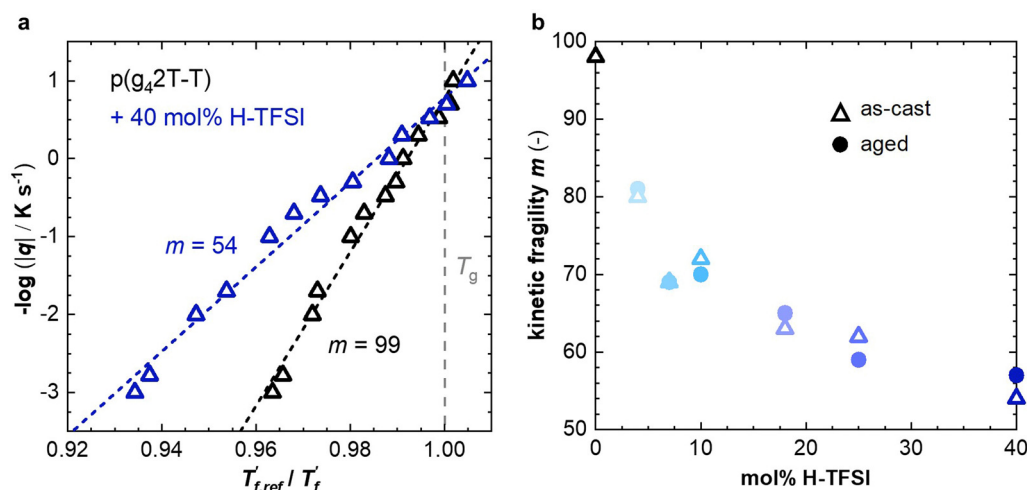 a
p(g₄2T-T)
+ 40 mol% H-TFSI
1
0
-1
-2
-3
-log (|q| / K s⁻¹)
m = 54
m = 99
Tg
0.92 0.94 0.96 0.98 1.00
T′f,ref / T′f
b
100
90
80
70
60
50
kinetic fragility m (-)
as-cast
aged
0 10 20 30 40
mol% H-TFSI